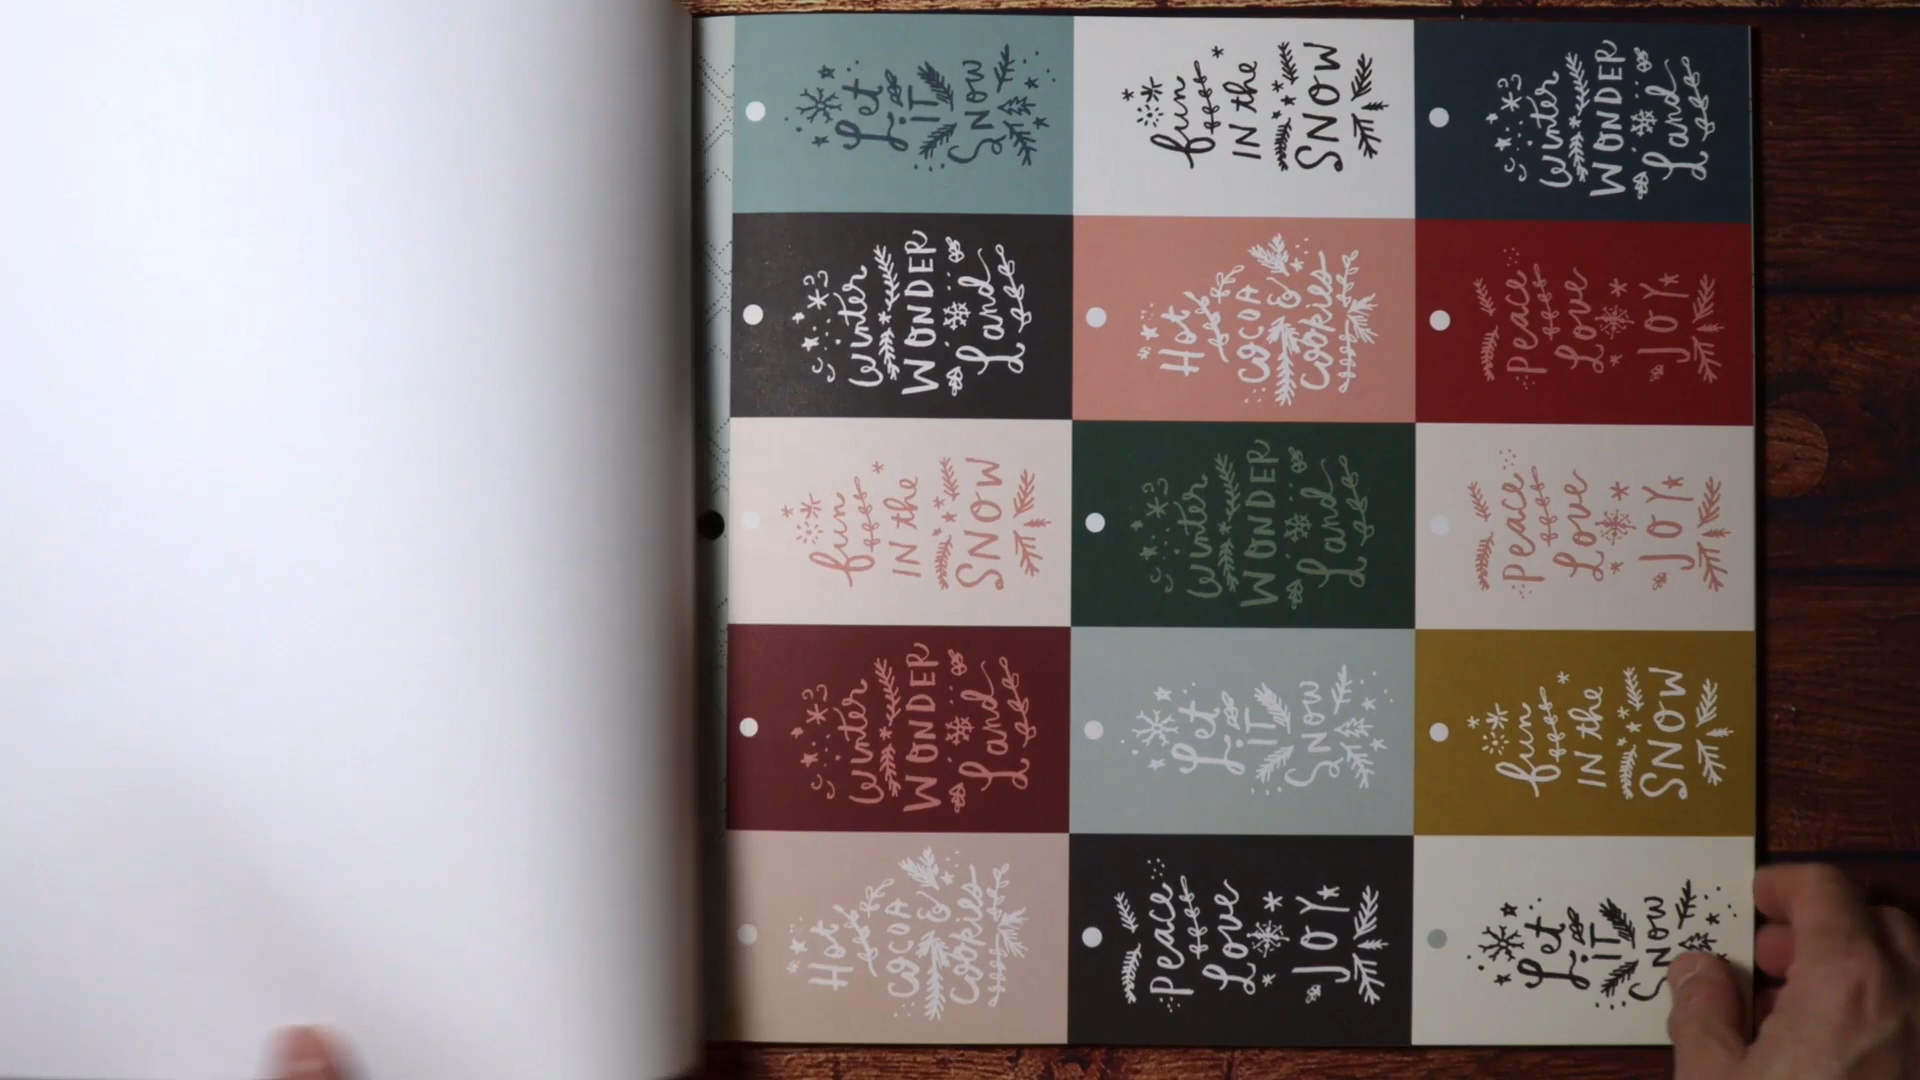 Let
IT
SNOW
fun
IN the
SNOW
winter
WONDER
Land
winter
WONDER
Land
Hot
cocoa
&
cookies
Peace
Love
JOY
fun
IN the
SNOW
winter
WONDER
Land
Peace
Love
JOY
winter
WONDER
Land
Let
IT
SNOW
fun
IN the
SNOW
Hot
cocoa
&
cookies
Peace
Love
JOY
Let
IT
SNOW